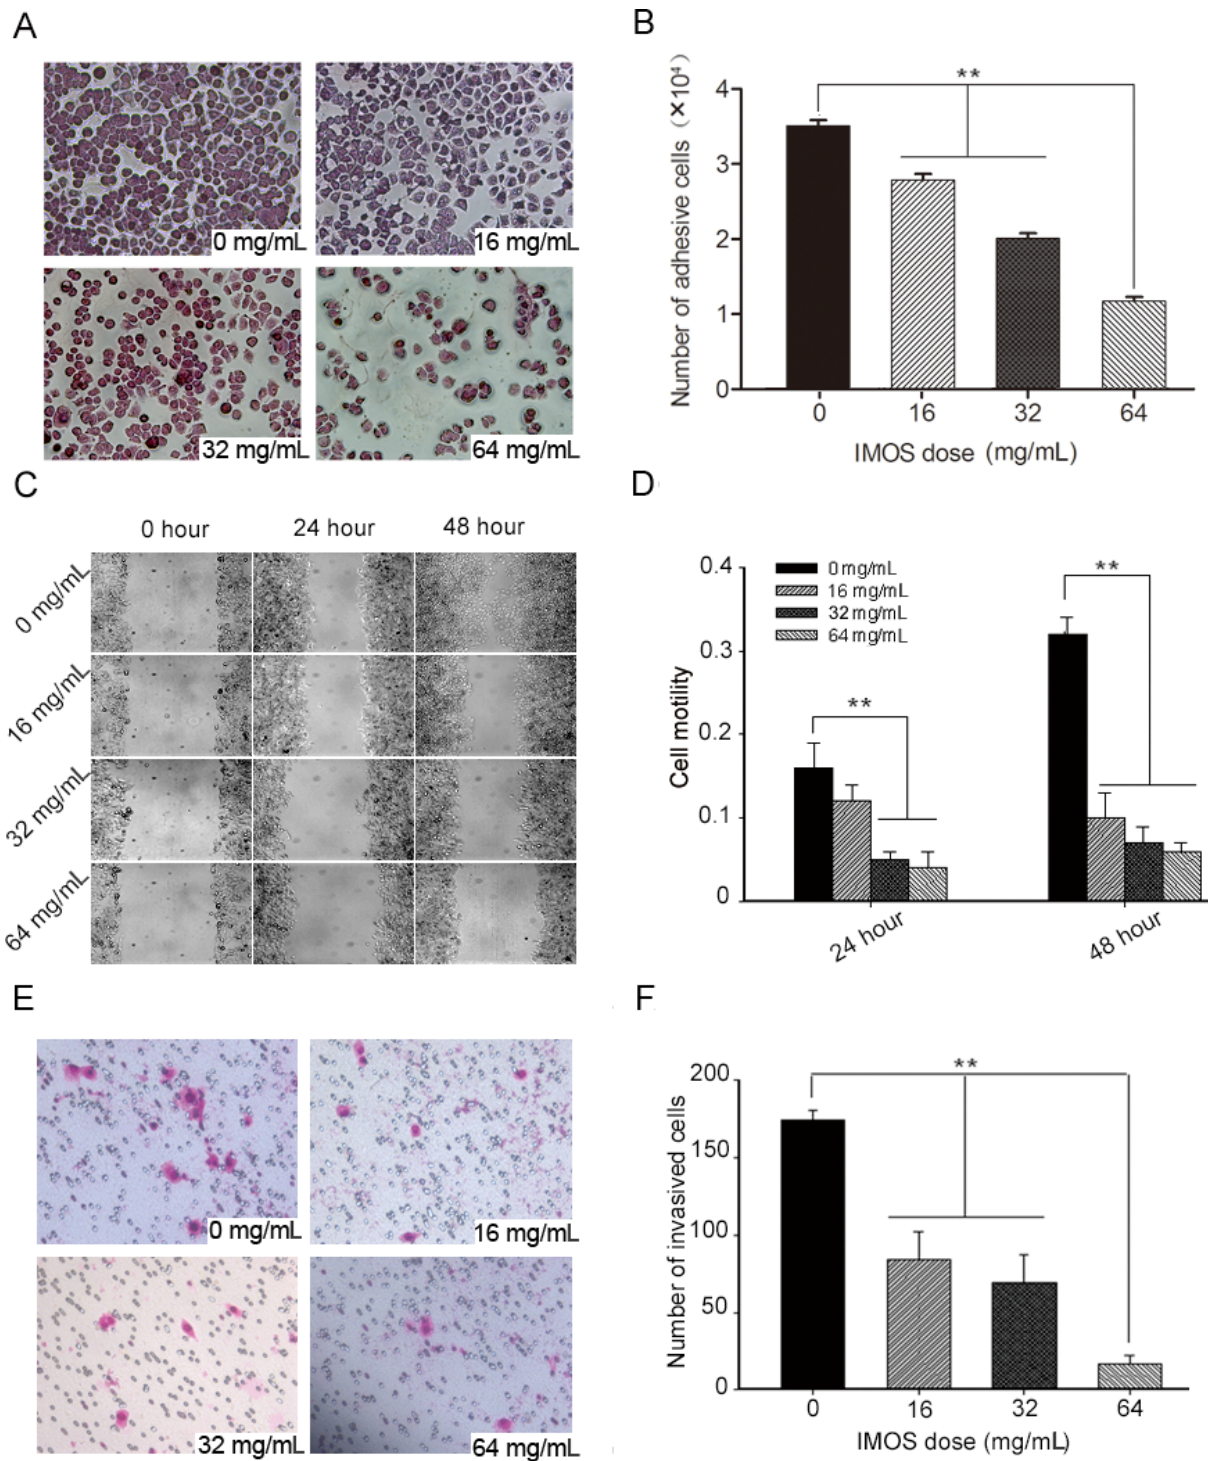 A
0 mg/mL
16 mg/mL
32 mg/mL
64 mg/mL
B
**
Number of adhesive cells (×10⁴)
4
3
2
1
0
0
16
32
64
IMOS dose (mg/mL)
C
0 hour
24 hour
48 hour
0 mg/mL
16 mg/mL
32 mg/mL
64 mg/mL
D
0 mg/mL
16 mg/mL
32 mg/mL
64 mg/mL
**
**
Cell motility
0.4
0.3
0.2
0.1
0
24 hour
48 hour
E
0 mg/mL
16 mg/mL
32 mg/mL
64 mg/mL
F
**
Number of invasived cells
200
150
100
50
0
0
16
32
64
IMOS dose (mg/mL)